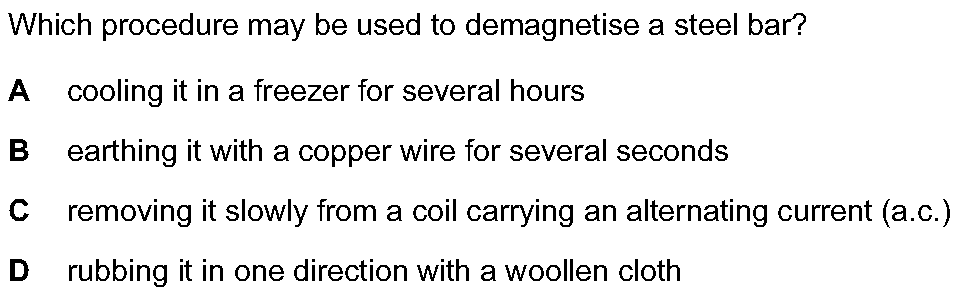 Which procedure may be used to demagnetise a steel bar?
A cooling it in a freezer for several hours
B earthing it with a copper wire for several seconds
C removing it slowly from a coil carrying an alternating current (a.c.)
D rubbing it in one direction with a woollen cloth